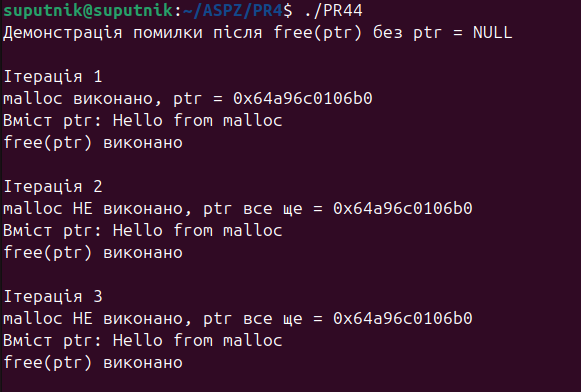 suputnik@suputnik:~/ASPZ/PR4$ ./PR44
Демонстрація помилки після free(ptr) без ptr = NULL
Ітерація 1
malloc виконано, ptr = 0x64a96c0106b0
Вміст ptr: Hello from malloc
free(ptr) виконано
Ітерація 2
malloc НЕ виконано, ptr все ще = 0x64a96c0106b0
Вміст ptr: Hello from malloc
free(ptr) виконано
Ітерація 3
malloc НЕ виконано, ptr все ще = 0x64a96c0106b0
Вміст ptr: Hello from malloc
free(ptr) виконано